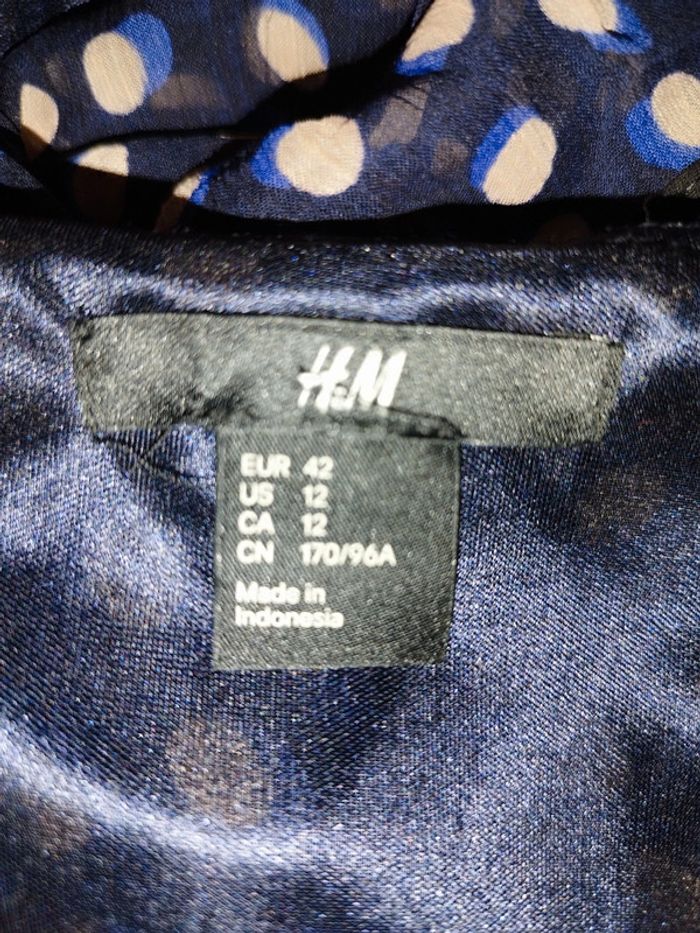 H&M
EUR 42
US 12
CA 12
CN 170/96A
Made in
Indonesia